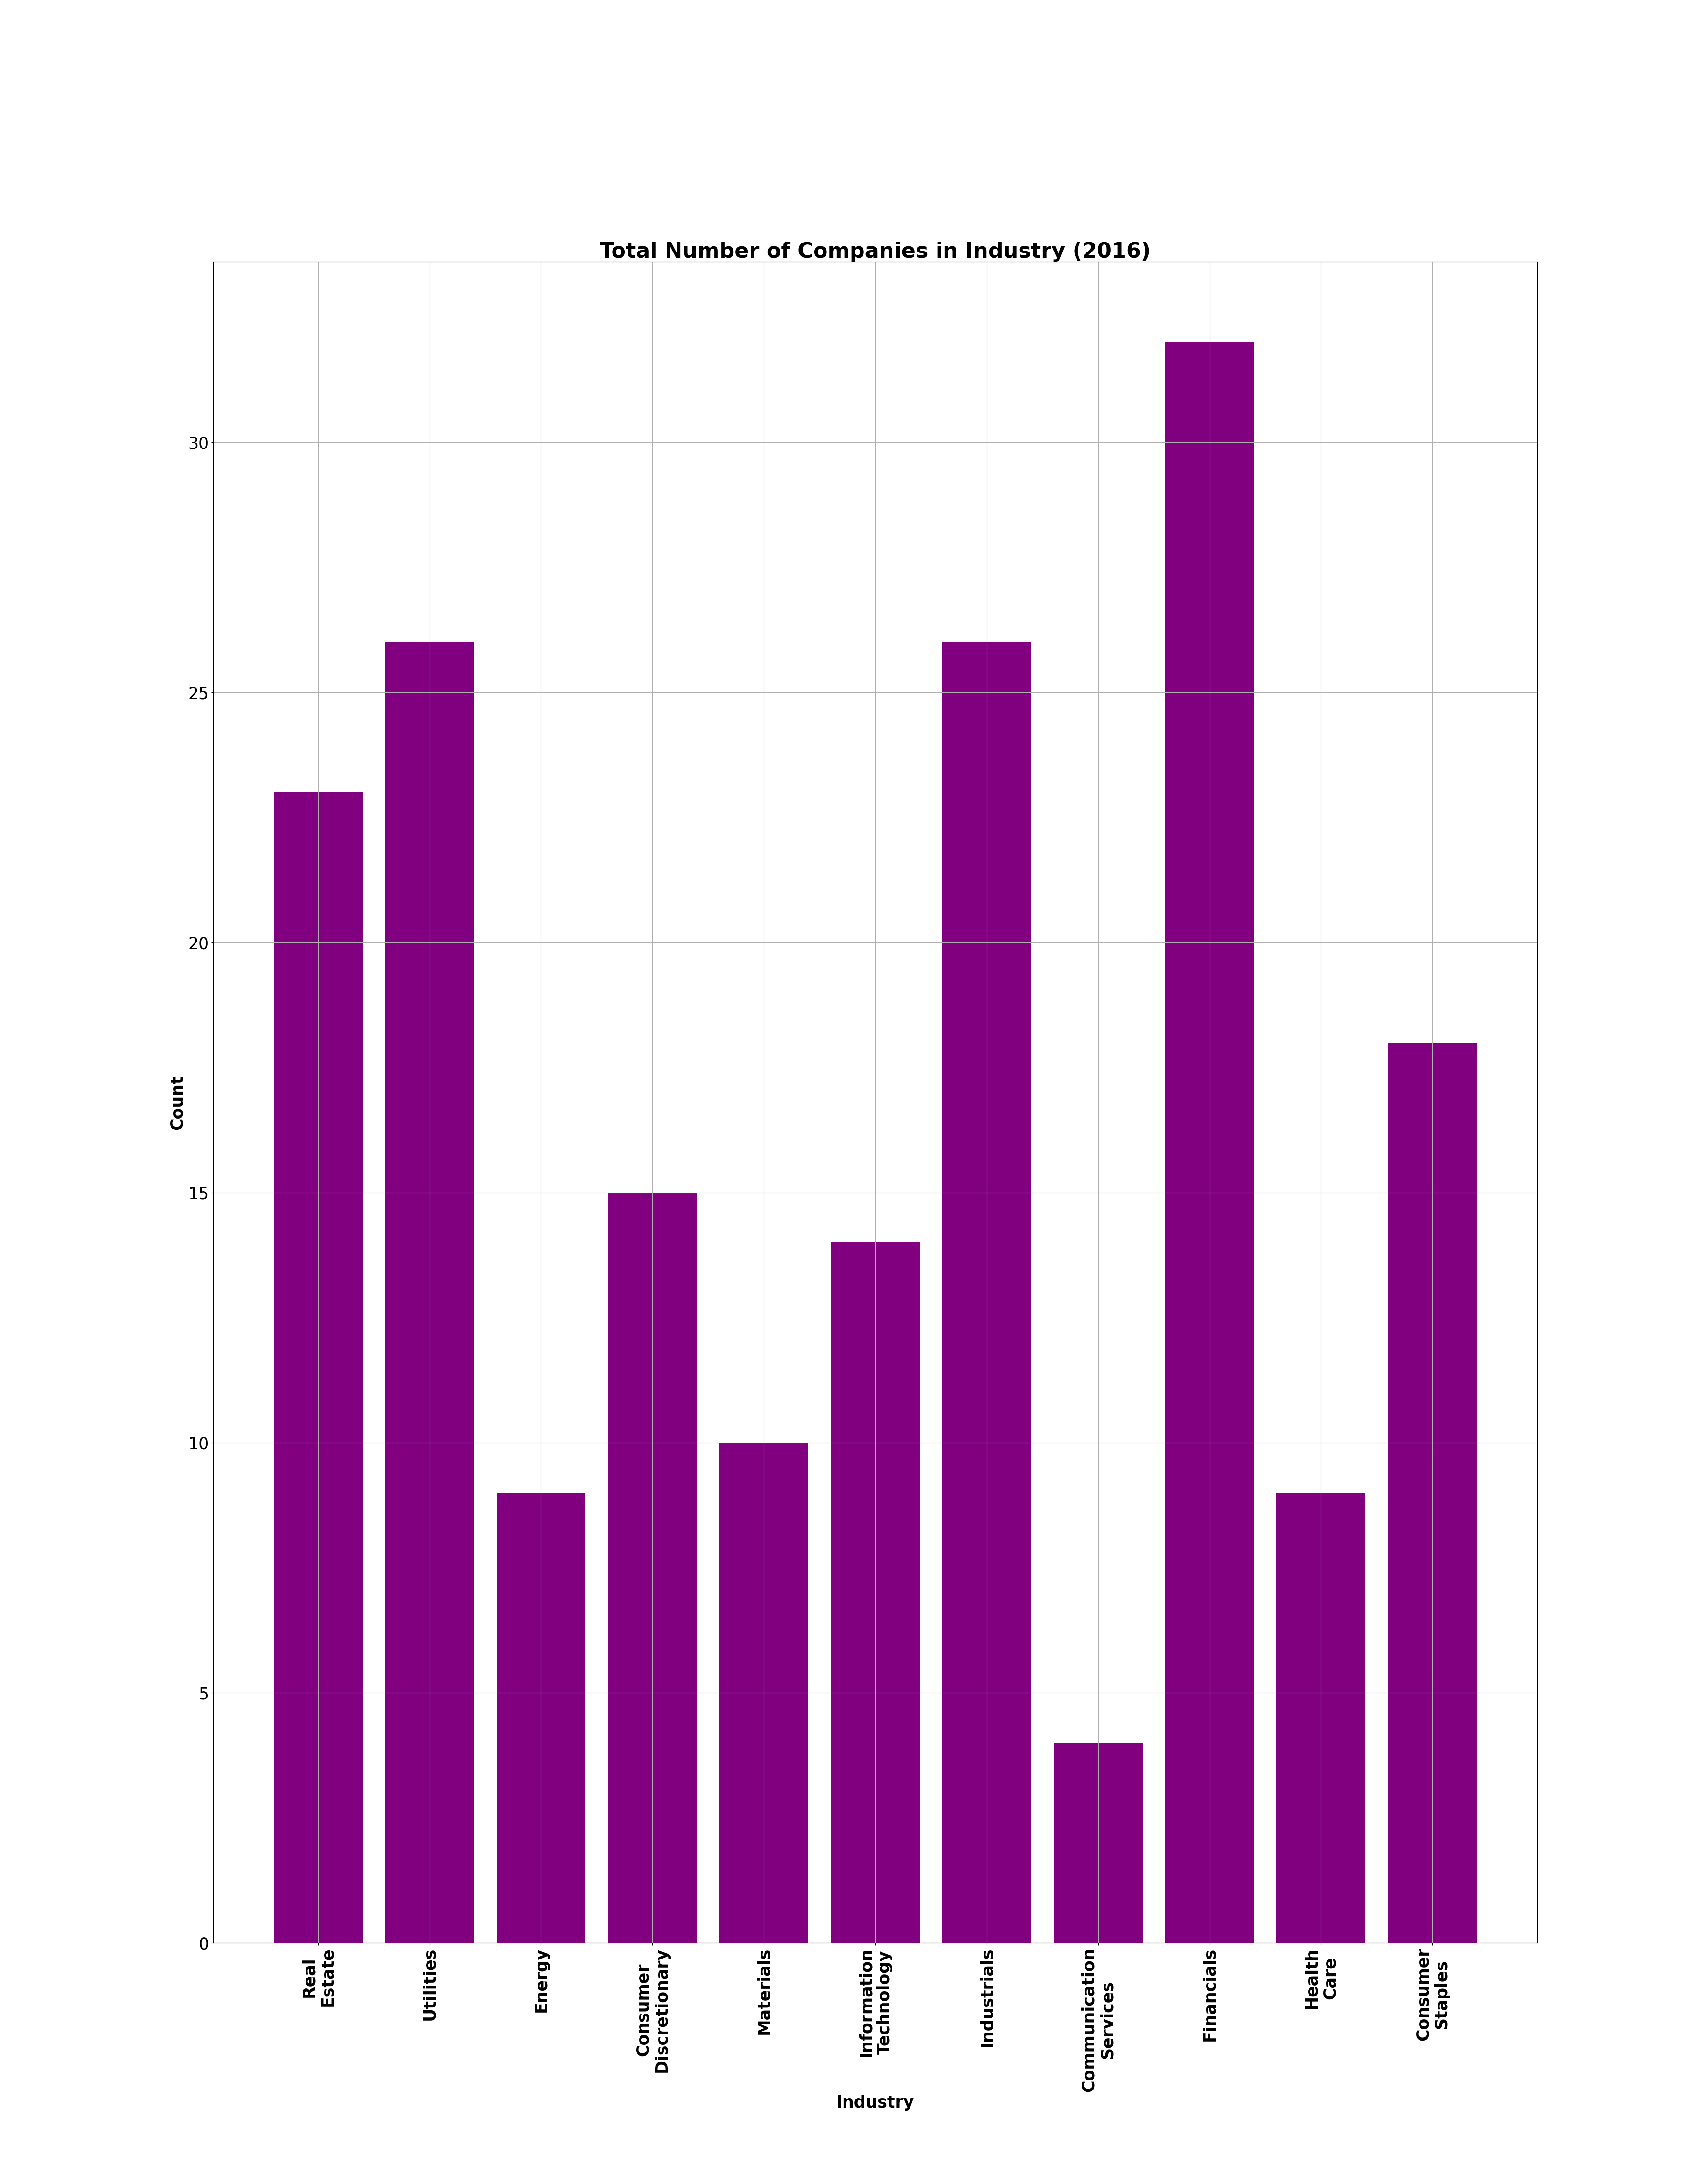 Total Number of Companies in Industry (2016)
Count
30
25
20
15
10
5
0
Real
Estate
Utilities
Energy
Consumer
Discretionary
Materials
Information
Technology
Industrials
Communication
Services
Financials
Health
Care
Consumer
Staples
Industry